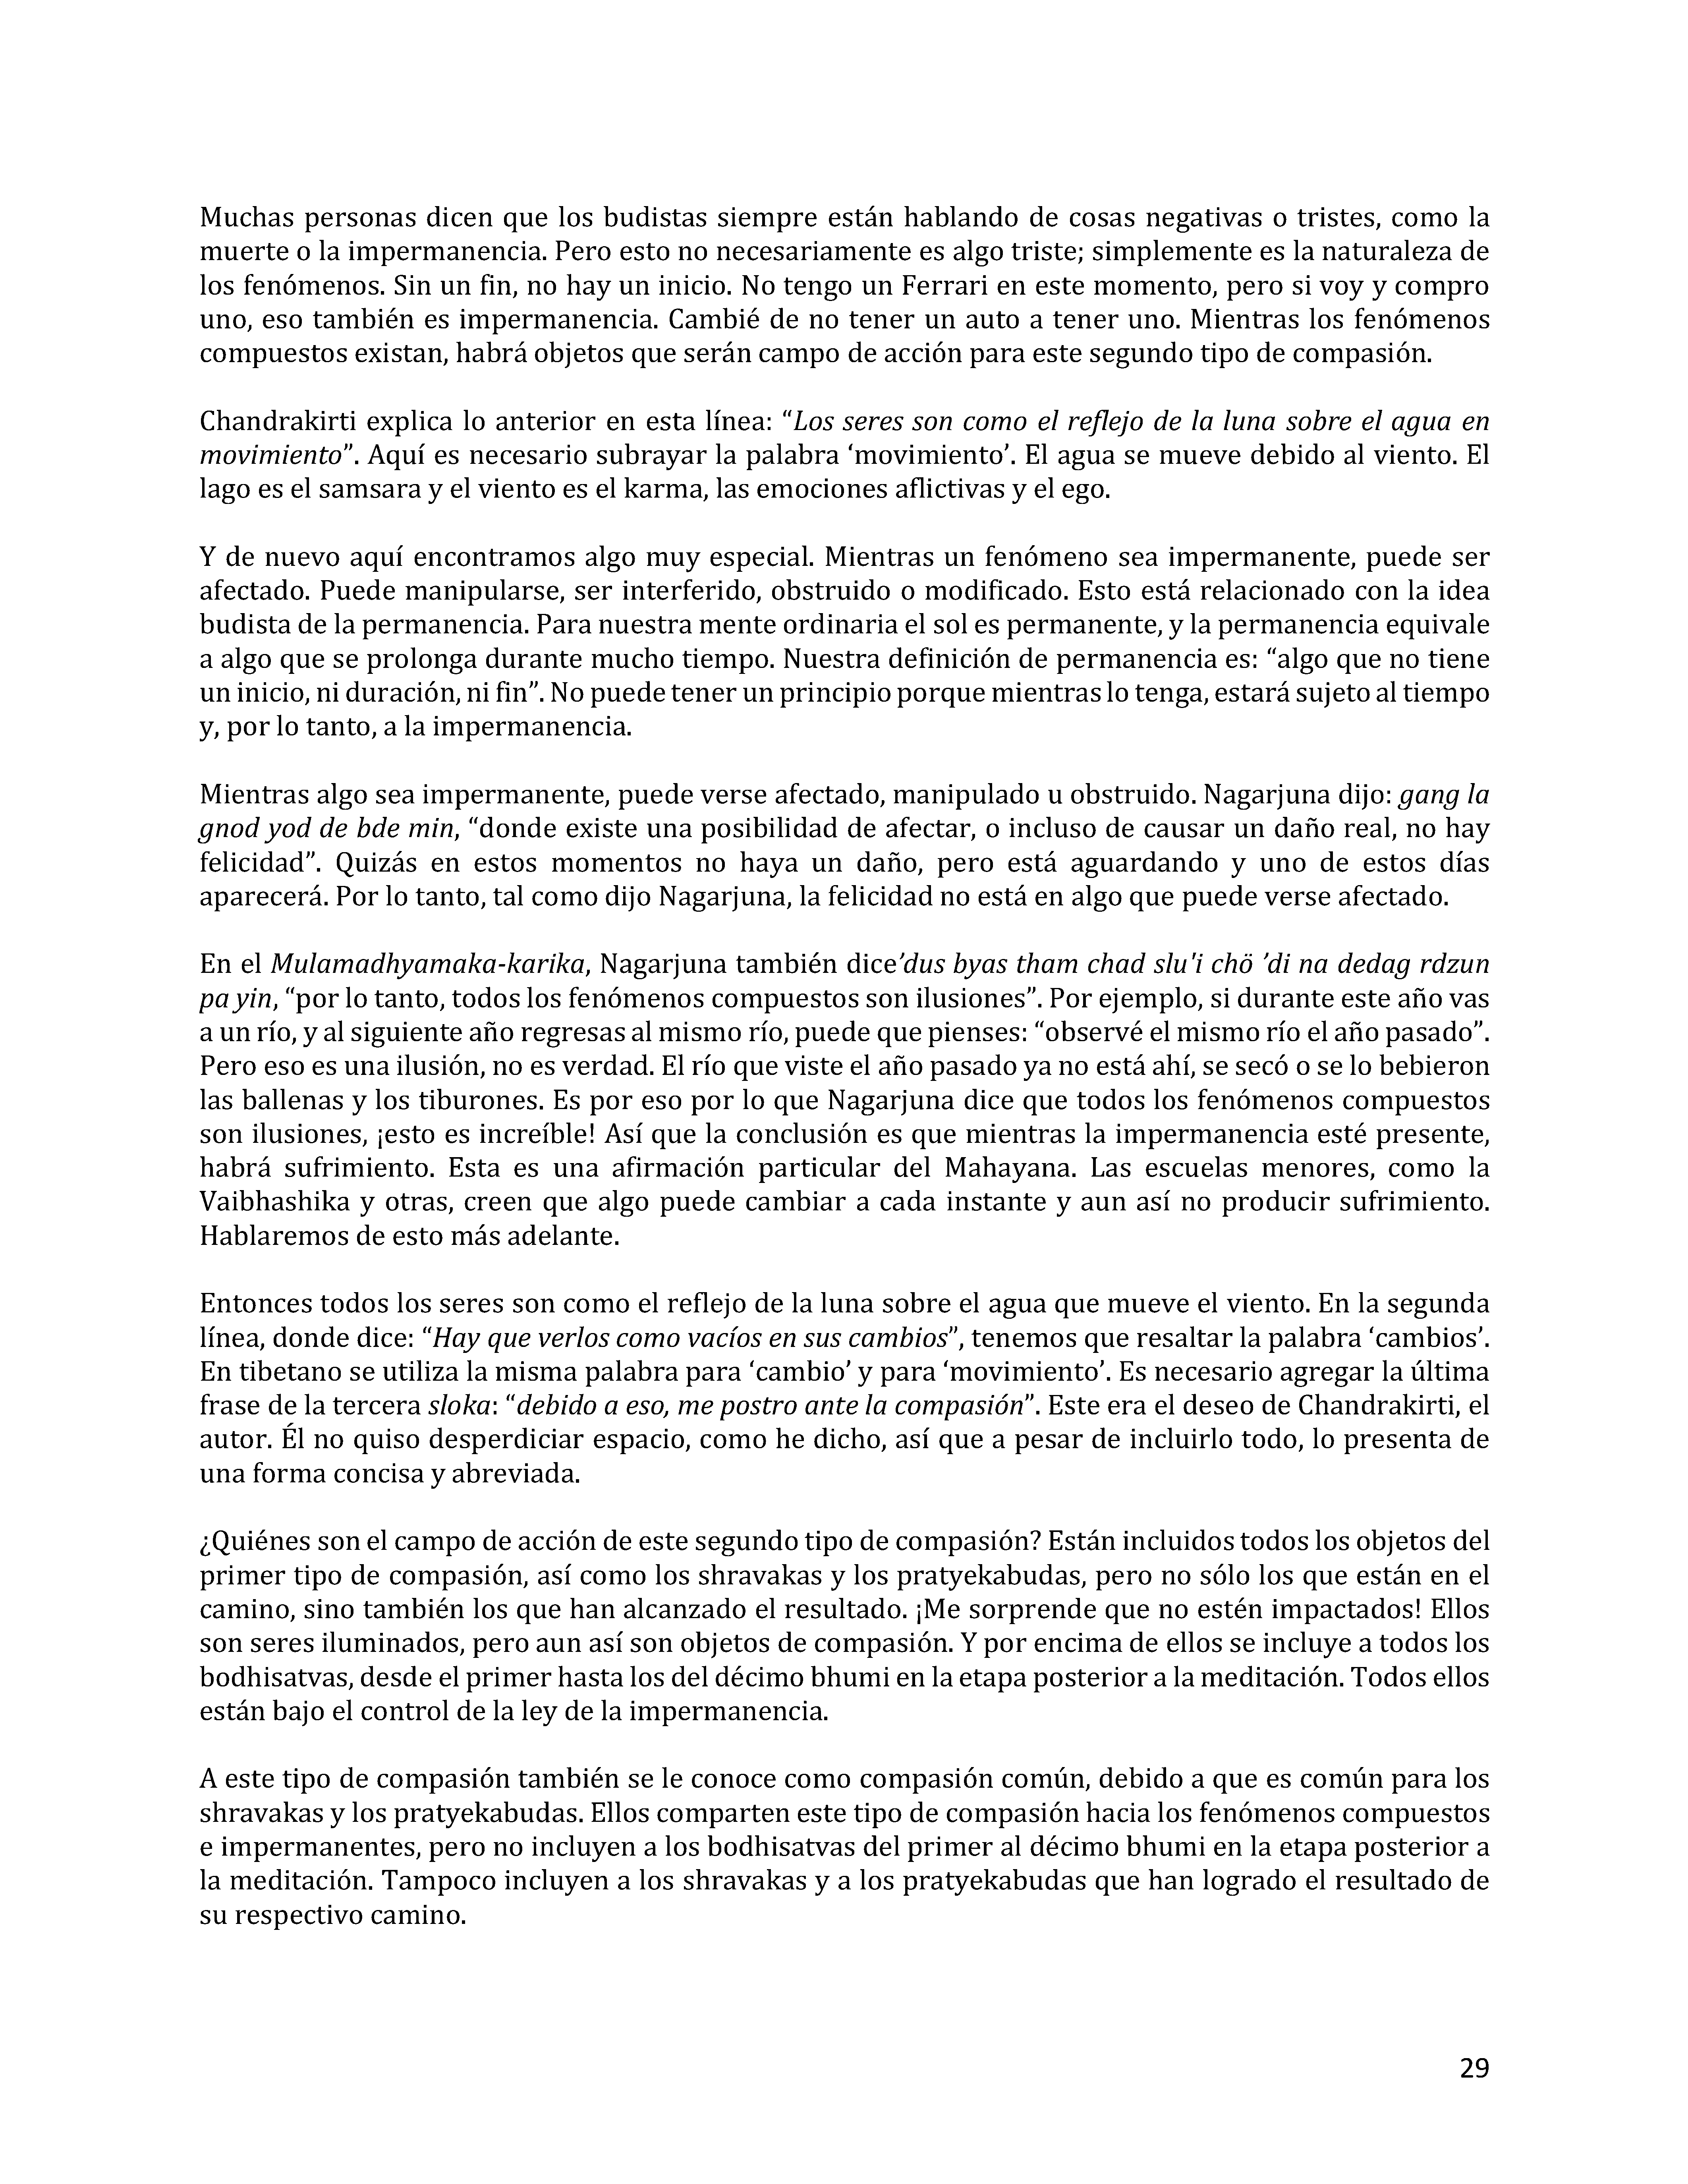 Muchas personas dicen que los budistas siempre están hablando de cosas negativas o tristes, como la
muerte o la impermanencia. Pero esto no necesariamente es algo triste; simplemente es la naturaleza de
los fenómenos. Sin un fin, no hay un inicio. No tengo un Ferrari en este momento, pero si voy y compro
uno, eso también es impermanencia. Cambié de no tener un auto a tener uno. Mientras los fenómenos
compuestos existan, habrá objetos que serán campo de acción para este segundo tipo de compasión.
Chandrakirti explica lo anterior en esta línea: “Los seres son como el reflejo de la luna sobre el agua en
movimiento”. Aquí es necesario subrayar la palabra ‘movimiento’. El agua se mueve debido al viento. El
lago es el samsara y el viento es el karma, las emociones aflictivas y el ego.
Y de nuevo aquí encontramos algo muy especial. Mientras un fenómeno sea impermanente, puede ser
afectado. Puede manipularse, ser interferido, obstruido o modificado. Esto está relacionado con la idea
budista de la permanencia. Para nuestra mente ordinaria el sol es permanente, y la permanencia equivale
a algo que se prolonga durante mucho tiempo. Nuestra definición de permanencia es: “algo que no tiene
un inicio, ni duración, ni fin”. No puede tener un principio porque mientras lo tenga, estará sujeto al tiempo
y, por lo tanto, a la impermanencia.
Mientras algo sea impermanente, puede verse afectado, manipulado u obstruido. Nagarjuna dijo: gang la
gnod yod de bde min, “donde existe una posibilidad de afectar, o incluso de causar un daño real, no hay
felicidad”. Quizás en estos momentos no haya un daño, pero está aguardando y uno de estos días
aparecerá. Por lo tanto, tal como dijo Nagarjuna, la felicidad no está en algo que puede verse afectado.
En el Mulamadhyamaka-karika, Nagarjuna también dice’dus byas tham chad slu'i chö ’di na dedag rdzun
pa yin, “por lo tanto, todos los fenómenos compuestos son ilusiones”. Por ejemplo, si durante este año vas
a un río, y al siguiente año regresas al mismo río, puede que pienses: “observé el mismo río el año pasado”.
Pero eso es una ilusión, no es verdad. El río que viste el año pasado ya no está ahí, se secó o se lo bebieron
las ballenas y los tiburones. Es por eso por lo que Nagarjuna dice que todos los fenómenos compuestos
son ilusiones, ¡esto es increíble! Así que la conclusión es que mientras la impermanencia esté presente,
habrá sufrimiento. Esta es una afirmación particular del Mahayana. Las escuelas menores, como la
Vaibhashika y otras, creen que algo puede cambiar a cada instante y aun así no producir sufrimiento.
Hablaremos de esto más adelante.
Entonces todos los seres son como el reflejo de la luna sobre el agua que mueve el viento. En la segunda
línea, donde dice: “Hay que verlos como vacíos en sus cambios”, tenemos que resaltar la palabra ‘cambios’.
En tibetano se utiliza la misma palabra para ‘cambio’ y para ‘movimiento’. Es necesario agregar la última
frase de la tercera sloka: “debido a eso, me postro ante la compasión”. Este era el deseo de Chandrakirti, el
autor. Él no quiso desperdiciar espacio, como he dicho, así que a pesar de incluirlo todo, lo presenta de
una forma concisa y abreviada.
¿Quiénes son el campo de acción de este segundo tipo de compasión? Están incluidos todos los objetos del
primer tipo de compasión, así como los shravakas y los pratyekabudas, pero no sólo los que están en el
camino, sino también los que han alcanzado el resultado. ¡Me sorprende que no estén impactados! Ellos
son seres iluminados, pero aun así son objetos de compasión. Y por encima de ellos se incluye a todos los
bodhisatvas, desde el primer hasta los del décimo bhumi en la etapa posterior a la meditación. Todos ellos
están bajo el control de la ley de la impermanencia.
A este tipo de compasión también se le conoce como compasión común, debido a que es común para los
shravakas y los pratyekabudas. Ellos comparten este tipo de compasión hacia los fenómenos compuestos
e impermanentes, pero no incluyen a los bodhisatvas del primer al décimo bhumi en la etapa posterior a
la meditación. Tampoco incluyen a los shravakas y a los pratyekabudas que han logrado el resultado de
su respectivo camino.
29